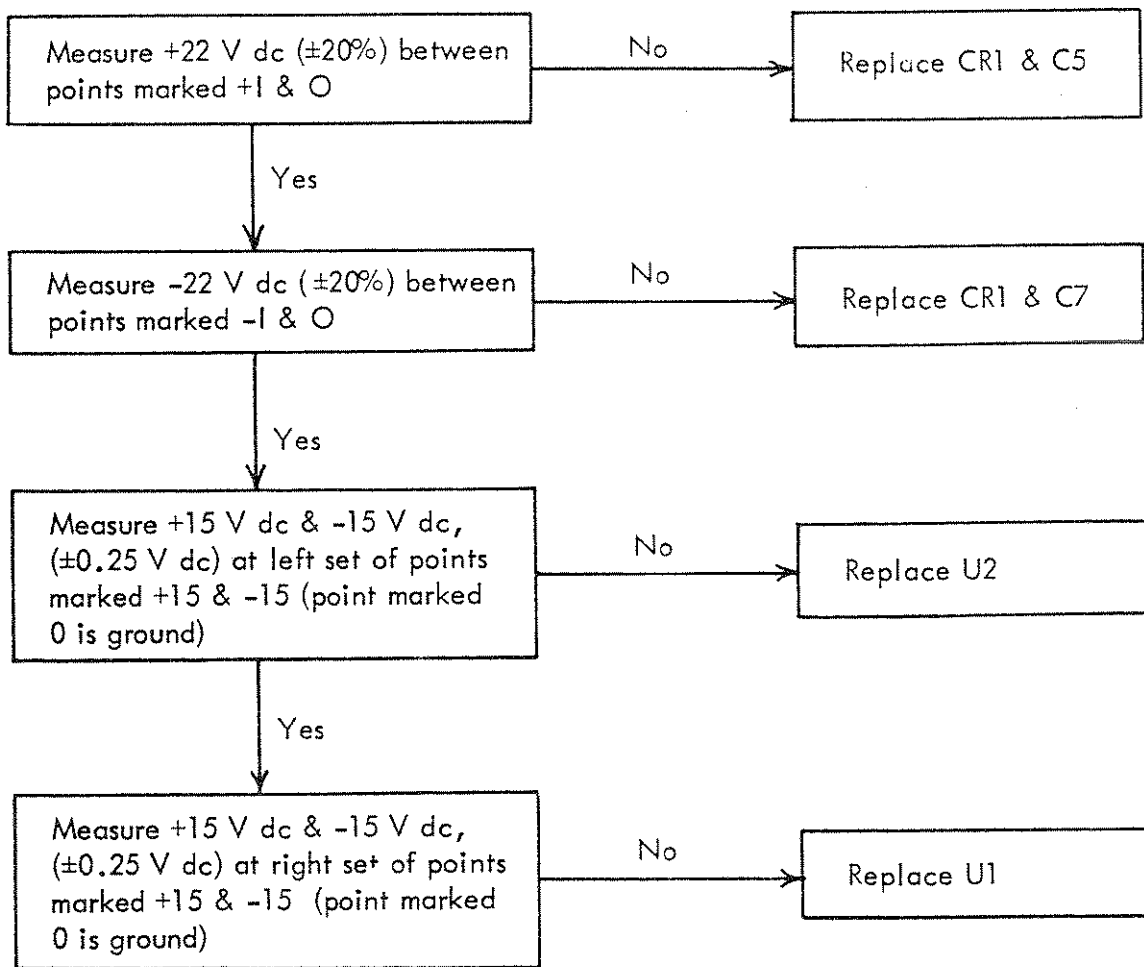 Measure +22 V dc (±20%) between
points marked +I & O
No
Replace CR1 & C5
Yes
Measure -22 V dc (±20%) between
points marked -I & O
No
Replace CR1 & C7
Yes
Measure +15 V dc & -15 V dc,
(±0.25 V dc) at left set of points
marked +15 & -15 (point marked
0 is ground)
No
Replace U2
Yes
Measure +15 V dc & -15 V dc,
(±0.25 V dc) at right set of points
marked +15 & -15 (point marked
0 is ground)
No
Replace U1